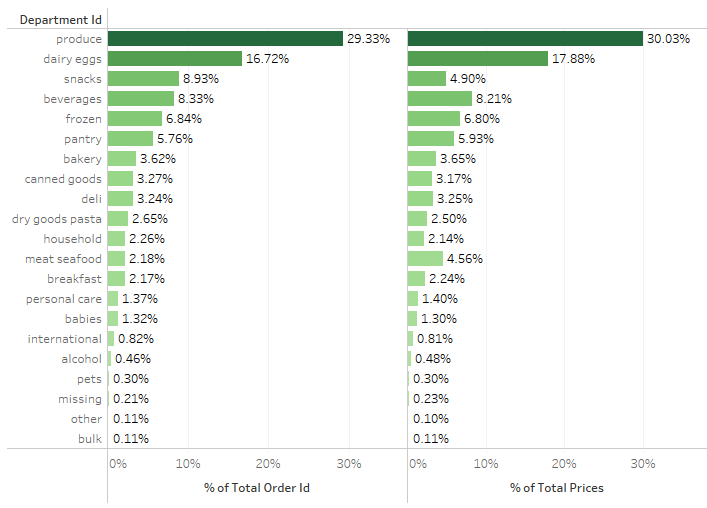 Department Id
produce 29.33% 30.03%
dairy eggs 16.72% 17.88%
snacks 8.93% 4.90%
beverages 8.33% 8.21%
frozen 6.84% 6.80%
pantry 5.76% 5.93%
bakery 3.62% 3.65%
canned goods 3.27% 3.17%
deli 3.24% 3.25%
dry goods pasta 2.65% 2.50%
household 2.26% 2.14%
meat seafood 2.18% 4.56%
breakfast 2.17% 2.24%
personal care 1.37% 1.40%
babies 1.32% 1.30%
international 0.82% 0.81%
alcohol 0.46% 0.48%
pets 0.30% 0.30%
missing 0.21% 0.23%
other 0.11% 0.10%
bulk 0.11% 0.11%
0% 10% 20% 30% 0% 10% 20% 30%
% of Total Order Id % of Total Prices